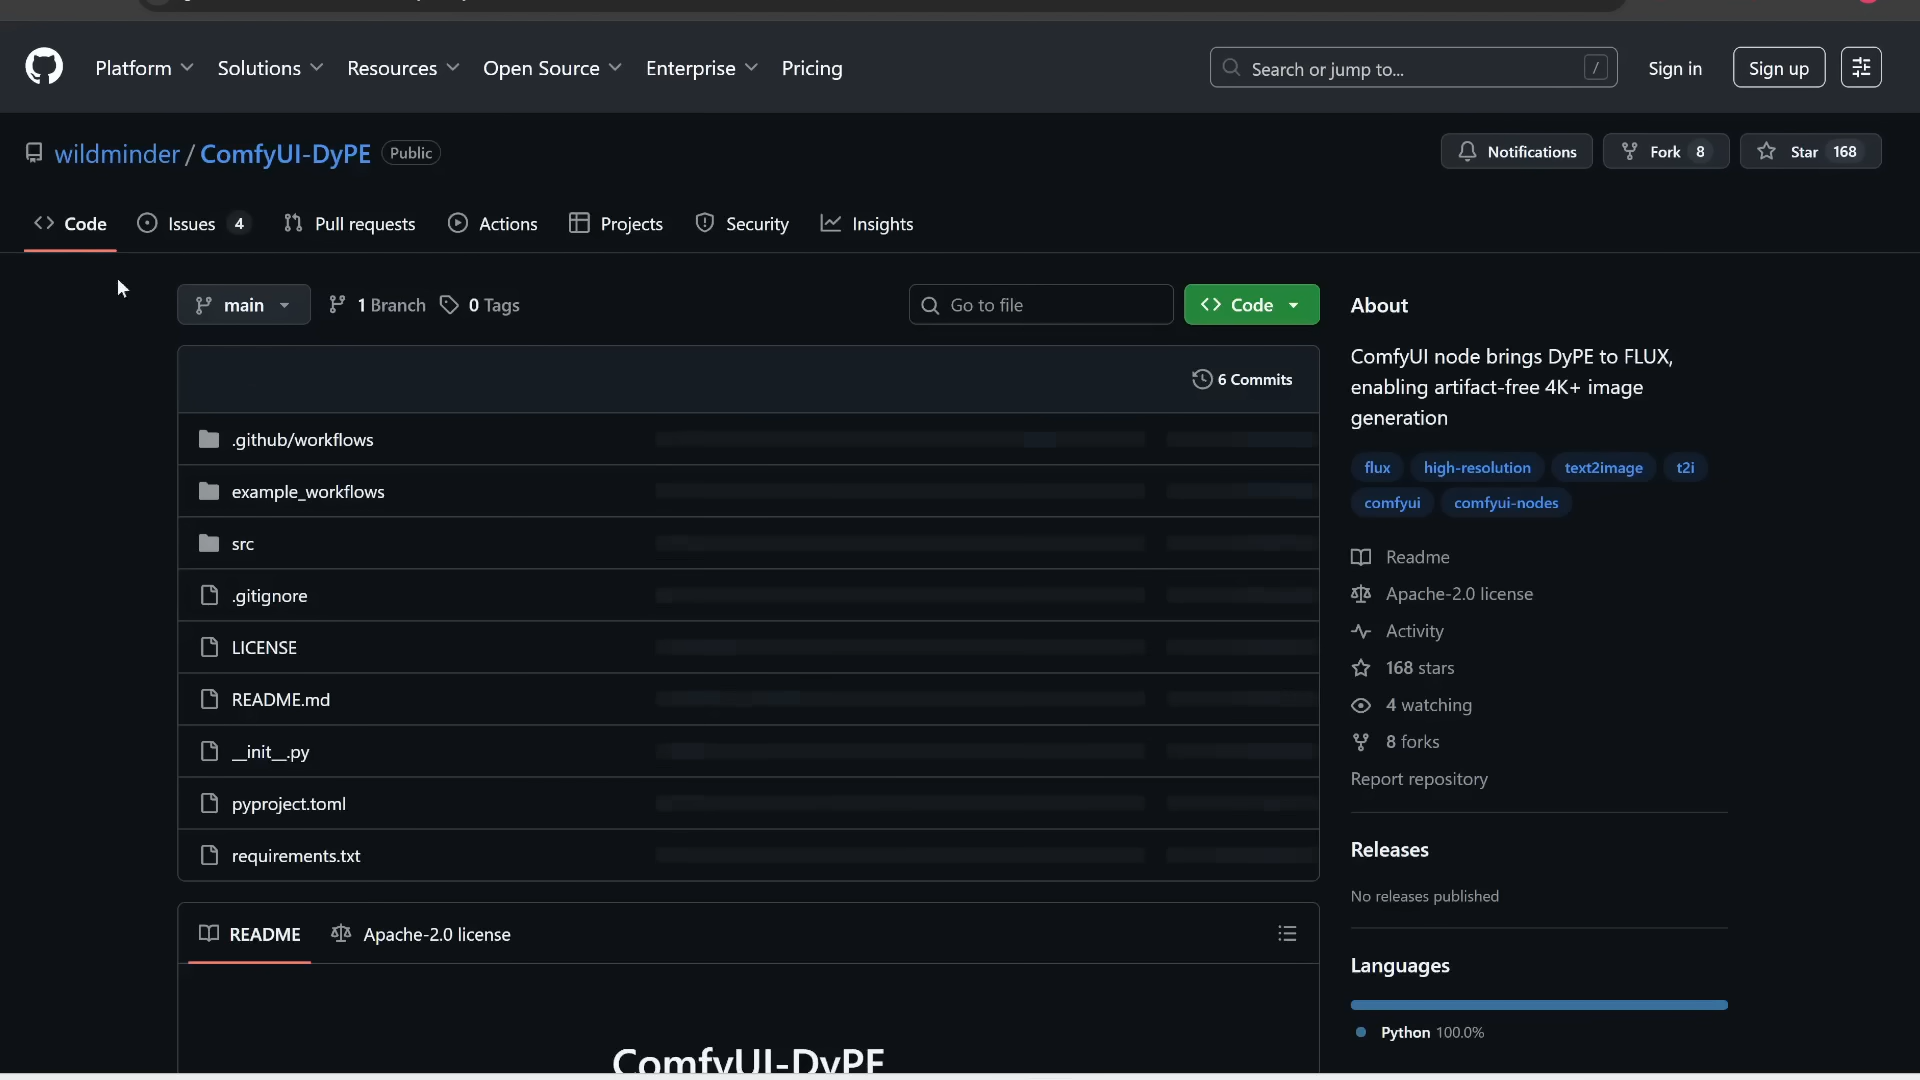 Platform Solutions Resources Open Source Enterprise Pricing Search or jump to... / Sign in Sign up
wildminder / ComfyUI-DyPE Public Notifications Fork 8 Star 168
Code Issues 4 Pull requests Actions Projects Security Insights
main 1 Branch 0 Tags Go to file Code
6 Commits
.github/workflows
example_workflows
src
.gitignore
LICENSE
README.md
__init__.py
pyproject.toml
requirements.txt
README Apache-2.0 license
ComfyUI-DyPE
About
ComfyUI node brings DyPE to FLUX,
enabling artifact-free 4K+ image
generation
flux high-resolution text2image t2i
comfyui comfyui-nodes
Readme
Apache-2.0 license
Activity
168 stars
4 watching
8 forks
Report repository
Releases
No releases published
Languages
Python 100.0%